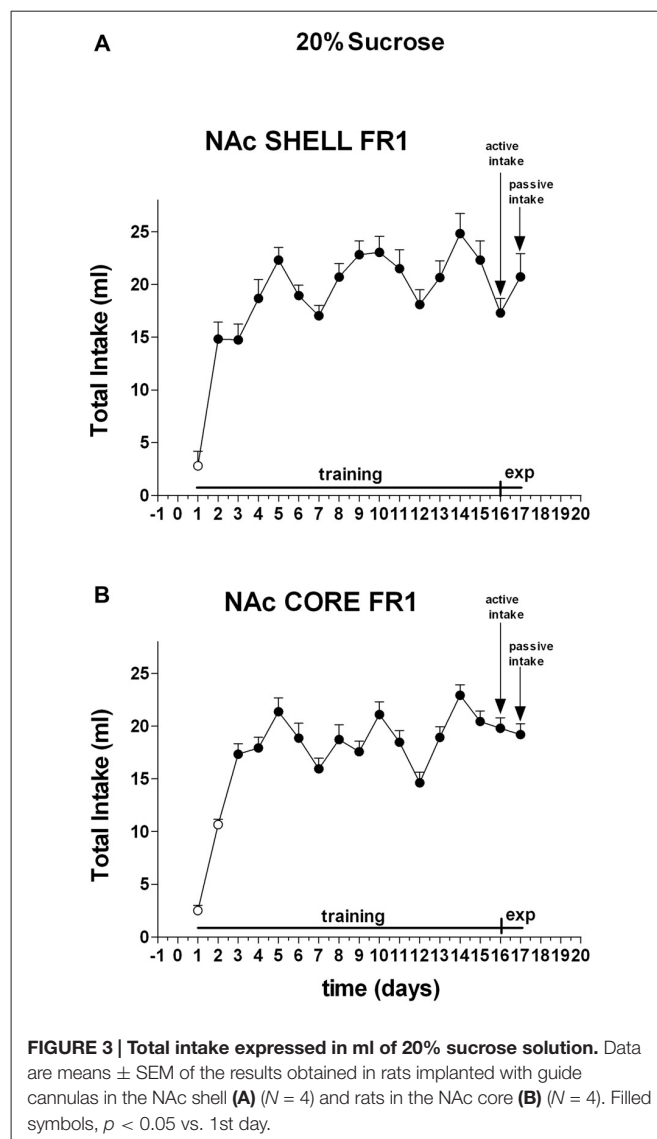 A
20% Sucrose
NAc SHELL FR1
active
intake
passive
intake
Total Intake (ml)
25
20
15
10
5
0
training
exp
-1 0 1 2 3 4 5 6 7 8 9 10 11 12 13 14 15 16 17 18 19 20
B
NAc CORE FR1
active
intake
passive
intake
Total Intake (ml)
25
20
15
10
5
0
training
exp
-1 0 1 2 3 4 5 6 7 8 9 10 11 12 13 14 15 16 17 18 19 20
time (days)
FIGURE 3 | Total intake expressed in ml of 20% sucrose solution. Data
are means ± SEM of the results obtained in rats implanted with guide
cannulas in the NAc shell (A) (N = 4) and rats in the NAc core (B) (N = 4). Filled
symbols, p < 0.05 vs. 1st day.